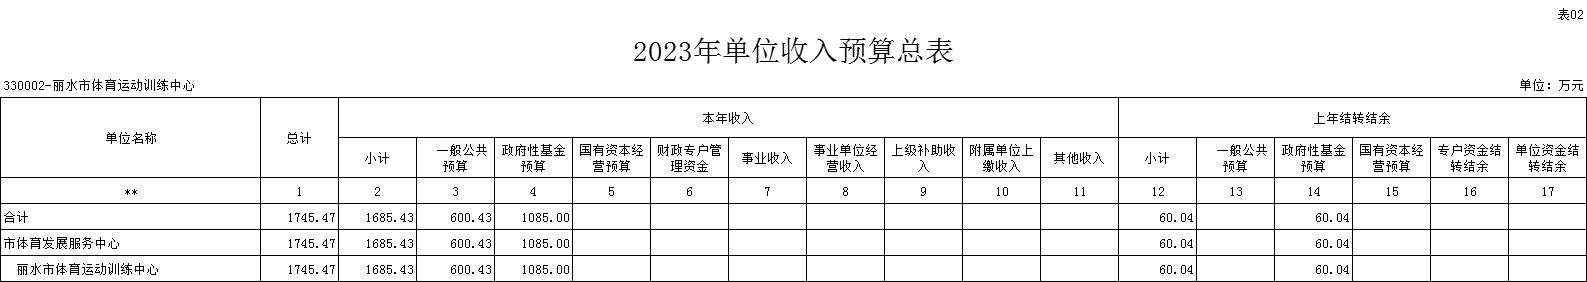 表02
2023年单位收入预算总表
330002-丽水市体育运动训练中心 单位：万元
单位名称 总计 本年收入 上年结转结余
小计 一般公共预算 政府性基金预算 国有资本经营预算 财政专户管理资金 事业收入 事业单位经营收入 上级补助收入 附属单位上缴收入 其他收入 小计 一般公共预算 政府性基金预算 国有资本经营预算 专户资金结转结余 单位资金结转结余
** 1 2 3 4 5 6 7 8 9 10 11 12 13 14 15 16 17
合计 1745.47 1685.43 600.43 1085.00 60.04 60.04
市体育发展服务中心 1745.47 1685.43 600.43 1085.00 60.04 60.04
丽水市体育运动训练中心 1745.47 1685.43 600.43 1085.00 60.04 60.04